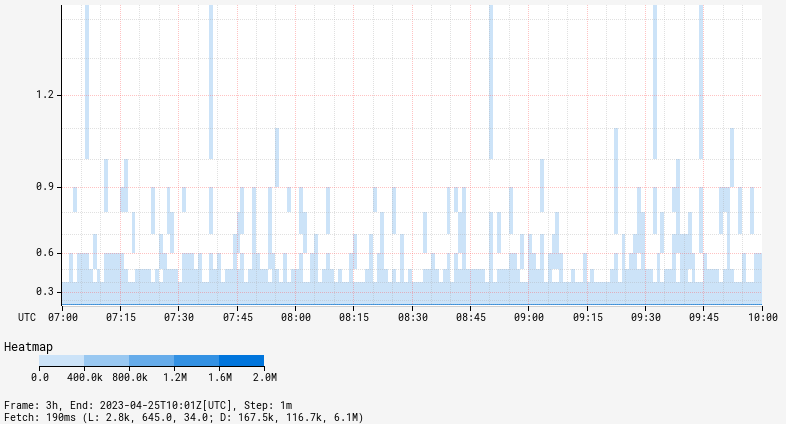 1.2
0.9
0.6
0.3
UTC 07:00 07:15 07:30 07:45 08:00 08:15 08:30 08:45 09:00 09:15 09:30 09:45 10:00
Heatmap
0.0 400.0k 800.0k 1.2M 1.6M 2.0M
Frame: 3h, End: 2023-04-25T10:01Z[UTC], Step: 1m
Fetch: 190ms (L: 2.8k, 645.0, 34.0; D: 167.5k, 116.7k, 6.1M)